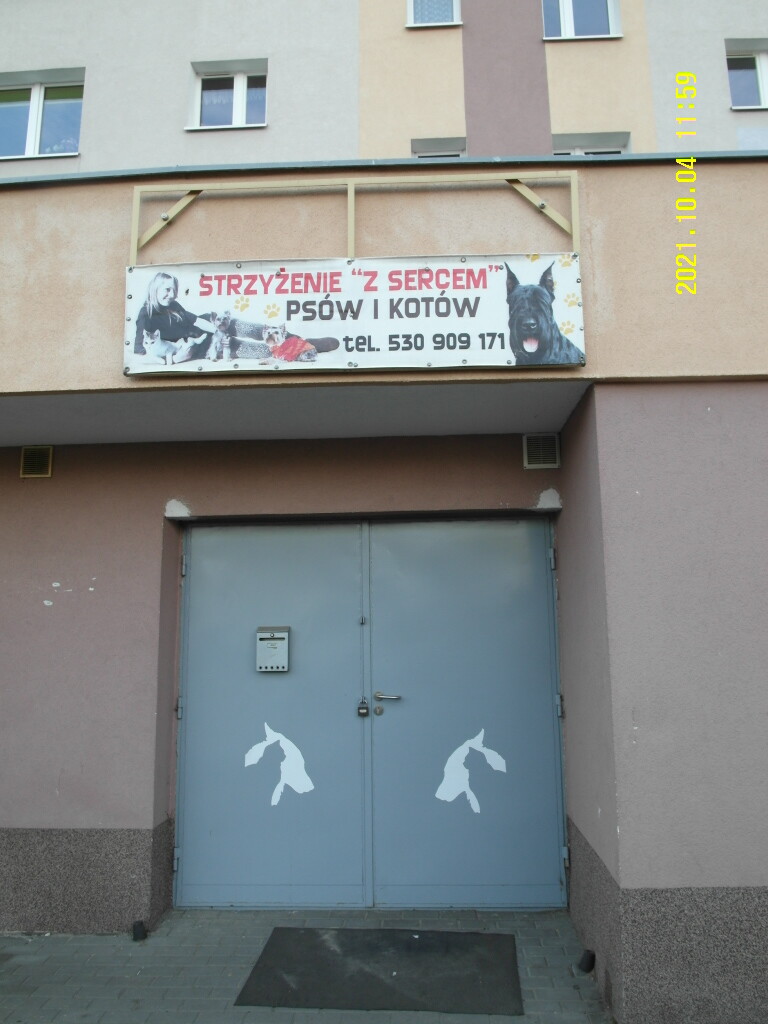 STRZYŻENIE "Z SERCEM"
PSÓW I KOTÓW
tel. 530 909 171
2021.10.04 11:59